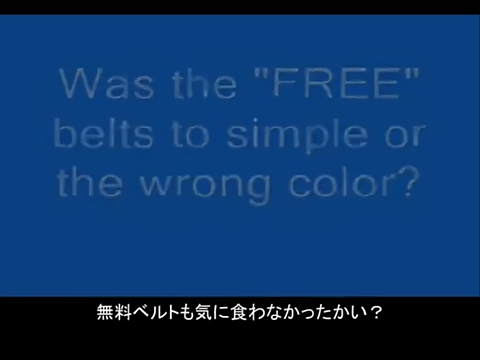 Was the "FREE"
belts to simple or
the wrong color?
無料ベルトも気に食わなかったかい？